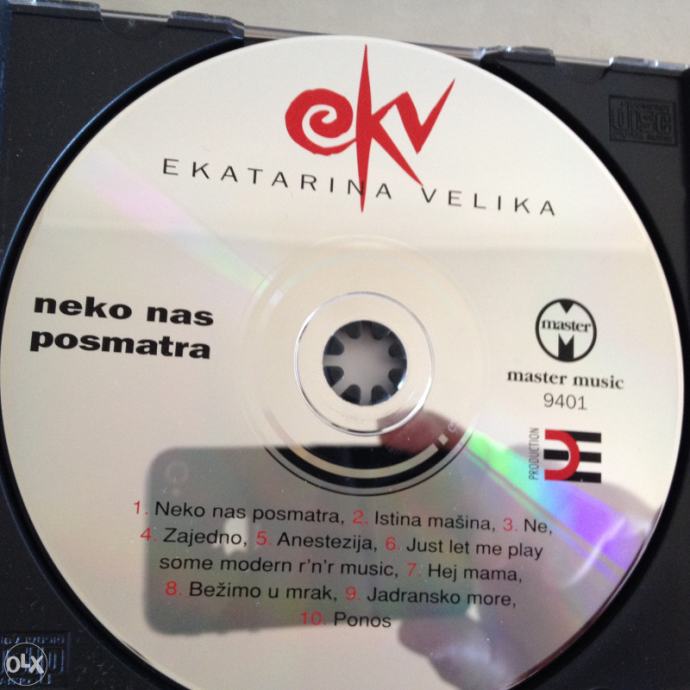 ekv
EKATARINA VELIKA
neko nas
posmatra
master
master music
9401
PRODUCTION
1. Neko nas posmatra, 2. Istina mašina, 3. Ne,
4. Zajedno, 5. Anestezija, 6. Just let me play
some modern r'n'r music, 7. Hej mama,
8. Bežimo u mrak, 9. Jadransko more,
10. Ponos
disc
OLX